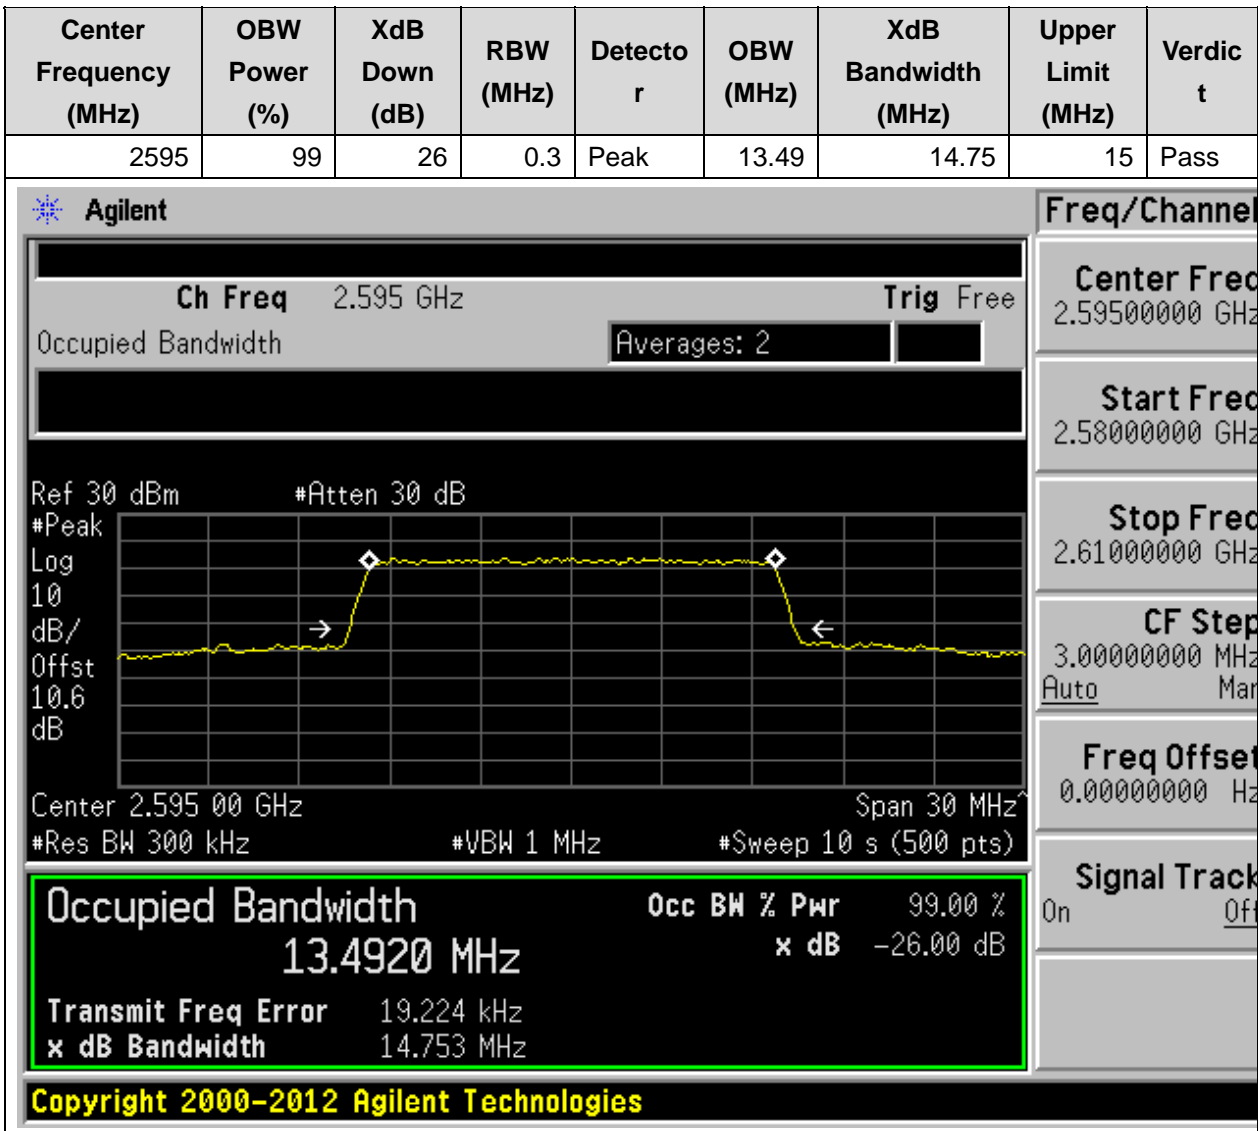 Center Frequency (MHz) OBW Power (%) XdB Down (dB) RBW (MHz) Detector OBW (MHz) XdB Bandwidth (MHz) Upper Limit (MHz) Verdict
2595 99 26 0.3 Peak 13.49 14.75 15 Pass
Agilent
Freq/Channel
Ch Freq 2.595 GHz Trig Free
Occupied Bandwidth Averages: 2
Center Freq
2.59500000 GHz
Start Freq
2.58000000 GHz
Stop Freq
2.61000000 GHz
CF Step
3.00000000 MHz
Auto Man
Freq Offset
0.00000000 Hz
Signal Track
On Off
Ref 30 dBm #Atten 30 dB
#Peak
Log
10
dB/
Offst
10.6
dB
Center 2.595 00 GHz Span 30 MHz^
#Res BW 300 kHz #VBW 1 MHz #Sweep 10 s (500 pts)
Occupied Bandwidth
13.4920 MHz
Occ BW % Pwr 99.00 %
x dB -26.00 dB
Transmit Freq Error 19.224 kHz
x dB Bandwidth 14.753 MHz
Copyright 2000-2012 Agilent Technologies